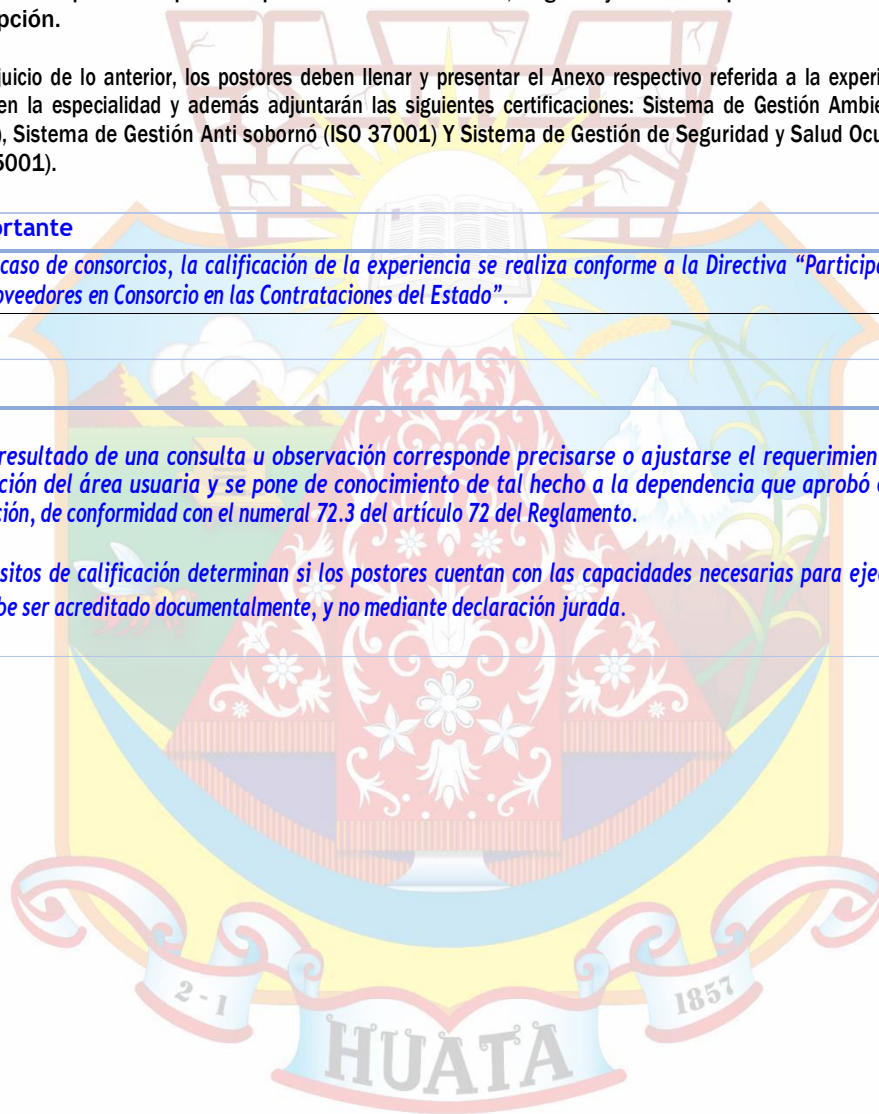 pción.
juicio de lo anterior, los postores deben llenar y presentar el Anexo respectivo referida a la experi
en la especialidad y además adjuntarán las siguientes certificaciones: Sistema de Gestión Ambie
), Sistema de Gestión Anti sobornó (ISO 37001) Y Sistema de Gestión de Seguridad y Salud Ocu
5001).
ortante
caso de consorcios, la calificación de la experiencia se realiza conforme a la Directiva “Participa
oveedores en Consorcio en las Contrataciones del Estado”.
resultado de una consulta u observación corresponde precisarse o ajustarse el requerimien
ción del área usuaria y se pone de conocimiento de tal hecho a la dependencia que aprobó e
ción, de conformidad con el numeral 72.3 del artículo 72 del Reglamento.
sitos de calificación determinan si los postores cuentan con las capacidades necesarias para ejec
be ser acreditado documentalmente, y no mediante declaración jurada.
2 - 1
1857
HUATA